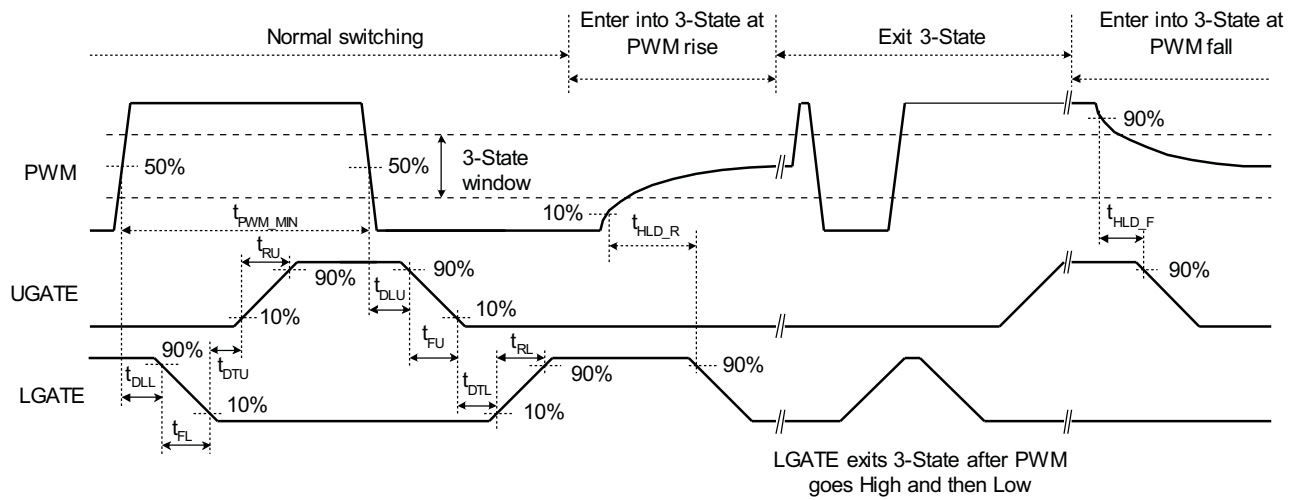 Normal switching
Enter into 3-State at
PWM rise
Exit 3-State
Enter into 3-State at
PWM fall
PWM
50%
50%
3-State
window
90%
10%
tPWM_MIN
tHLD_R
tHLD_F
tRU
UGATE
90%
10%
tDLU
90%
10%
90%
tFU
tRL
LGATE
90%
tDTU
tDLL
10%
tFL
tDTL
90%
10%
90%
LGATE exits 3-State after PWM
goes High and then Low